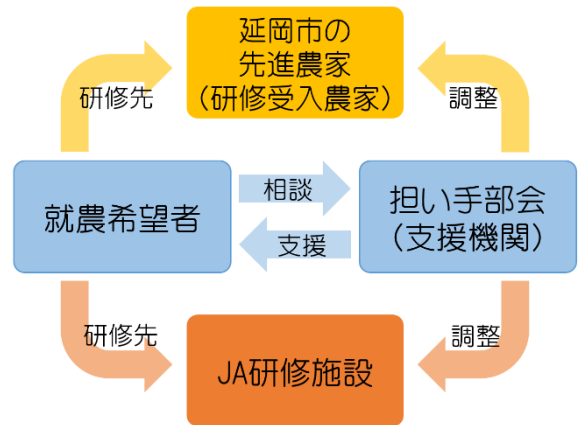 延岡市の
先進農家
（研修受入農家）
研修先
調整
就農希望者
相談
支援
担い手部会
（支援機関）
研修先
調整
JA研修施設